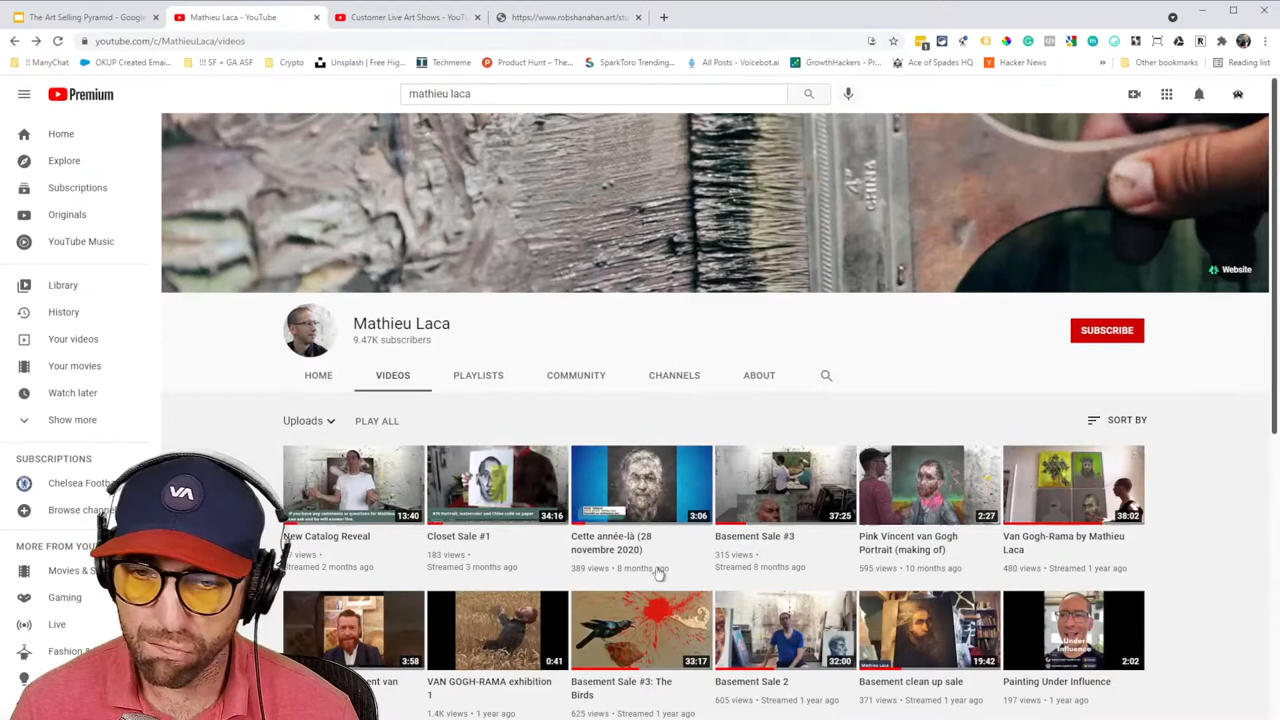 The Art Selling Pyramid - Google
Mathieu Laca - YouTube
Customer Live Art Shows - YouT
https://www.robshanahan.art/stu
youtube.com/c/MathieuLaca/videos
!! ManyChat
OKUP Created Emai...
!!! SF + GA ASF
Crypto
Unsplash | Free Hig...
Techmeme
Product Hunt – The...
SparkToro Trending...
All Posts - Voicebot.ai
GrowthHackers - Pr...
Ace of Spades HQ
Hacker News
Other bookmarks
Reading list
Premium
mathieu laca
Home
Explore
Subscriptions
Originals
YouTube Music
Library
History
Your videos
Your movies
Watch later
Show more
SUBSCRIPTIONS
Chelsea Footb
Browse chann
MORE FROM YOU
Movies & S
Gaming
Live
Fashion &
4" CHINA
Website
Mathieu Laca
9.47K subscribers
SUBSCRIBE
HOME
VIDEOS
PLAYLISTS
COMMUNITY
CHANNELS
ABOUT
Uploads
PLAY ALL
SORT BY
13:40
34:16
3:06
37:25
2:27
38:02
New Catalog Reveal
7 views •
Streamed 2 months ago
Closet Sale #1
183 views •
Streamed 3 months ago
Cette année-là (28
novembre 2020)
389 views • 8 months ago
Basement Sale #3
315 views •
Streamed 8 months ago
Pink Vincent van Gogh
Portrait (making of)
595 views • 10 months ago
Van Gogh-Rama by Mathieu
Laca
480 views • Streamed 1 year ago
3:58
0:41
33:17
32:00
19:42
Under
Influence
2:02
ent van
VAN GOGH-RAMA exhibition
1
1.4K views • 1 year ago
Basement Sale #3: The
Birds
625 views • Streamed 1 year ago
Basement Sale 2
605 views • Streamed 1 year ago
Basement clean up sale
371 views • Streamed 1 year ago
Painting Under Influence
197 views • 1 year ago